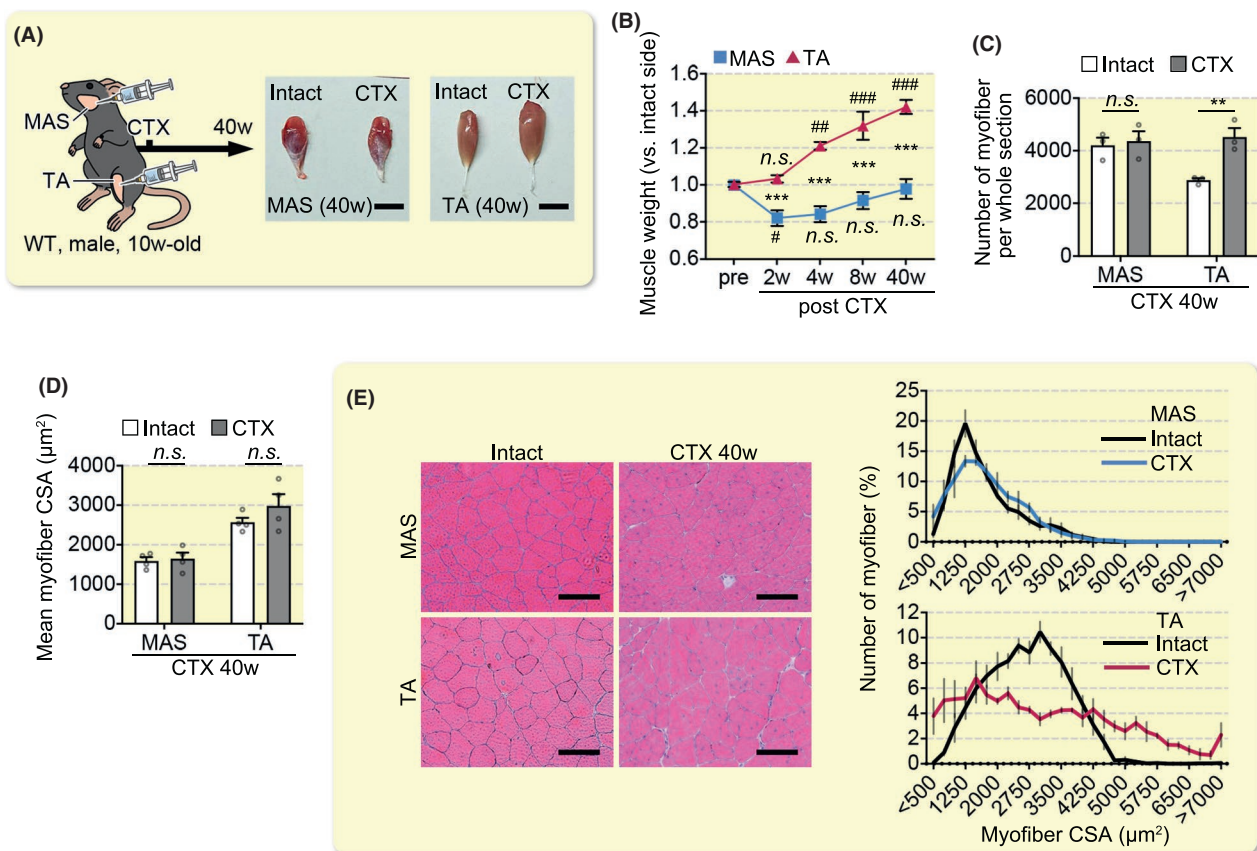 (A)
MAS
CTX
40w
TA
WT, male, 10w-old
Intact CTX
MAS (40w)
Intact CTX
TA (40w)
(B)
MAS TA
Muscle weight (vs. intact side)
1.6
1.4
1.2
1.0
0.8
0.6
n.s. ## ### ###
*** *** *** ***
# n.s. n.s. n.s.
pre 2w 4w 8w 40w
post CTX
(C)
Intact CTX
Number of myofiber
per whole section
6000
4000
2000
0
n.s. **
MAS TA
CTX 40w
(D)
Intact CTX
Mean myofiber CSA (µm²)
4000
3000
2000
1000
0
n.s. n.s.
MAS TA
CTX 40w
(E)
Intact CTX 40w
MAS
TA
Number of myofiber (%)
25
20
15
10
5
0
MAS
Intact
CTX
<500 1250 2000 2750 3500 4250 5000 5750 6500 >7000
12
10
8
6
4
2
0
TA
Intact
CTX
<500 1250 2000 2750 3500 4250 5000 5750 6500 >7000
Myofiber CSA (µm²)